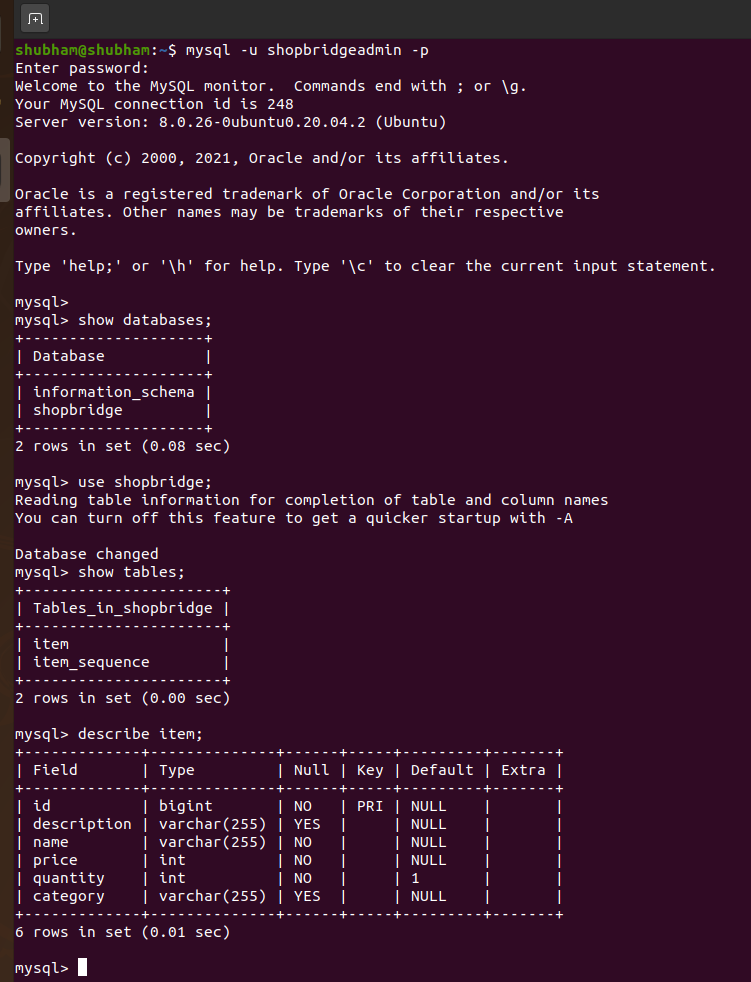 shubham@shubham:~$ mysql -u shopbridgeadmin -p
Enter password:
Welcome to the MySQL monitor.  Commands end with ; or \g.
Your MySQL connection id is 248
Server version: 8.0.26-0ubuntu0.20.04.2 (Ubuntu)

Copyright (c) 2000, 2021, Oracle and/or its affiliates.

Oracle is a registered trademark of Oracle Corporation and/or its
affiliates. Other names may be trademarks of their respective
owners.

Type 'help;' or '\h' for help. Type '\c' to clear the current input statement.

mysql>
mysql> show databases;
+--------------------+
| Database           |
+--------------------+
| information_schema |
| shopbridge         |
+--------------------+
2 rows in set (0.08 sec)

mysql> use shopbridge;
Reading table information for completion of table and column names
You can turn off this feature to get a quicker startup with -A

Database changed
mysql> show tables;
+----------------------+
| Tables_in_shopbridge |
+----------------------+
| item                 |
| item_sequence        |
+----------------------+
2 rows in set (0.00 sec)

mysql> describe item;
+-------------+--------------+------+-----+---------+-------+
| Field       | Type         | Null | Key | Default | Extra |
+-------------+--------------+------+-----+---------+-------+
| id          | bigint       | NO   | PRI | NULL    |       |
| description | varchar(255) | YES  |     | NULL    |       |
| name        | varchar(255) | NO   |     | NULL    |       |
| price       | int          | NO   |     | NULL    |       |
| quantity    | int          | NO   |     | 1       |       |
| category    | varchar(255) | YES  |     | NULL    |       |
+-------------+--------------+------+-----+---------+-------+
6 rows in set (0.01 sec)

mysql>